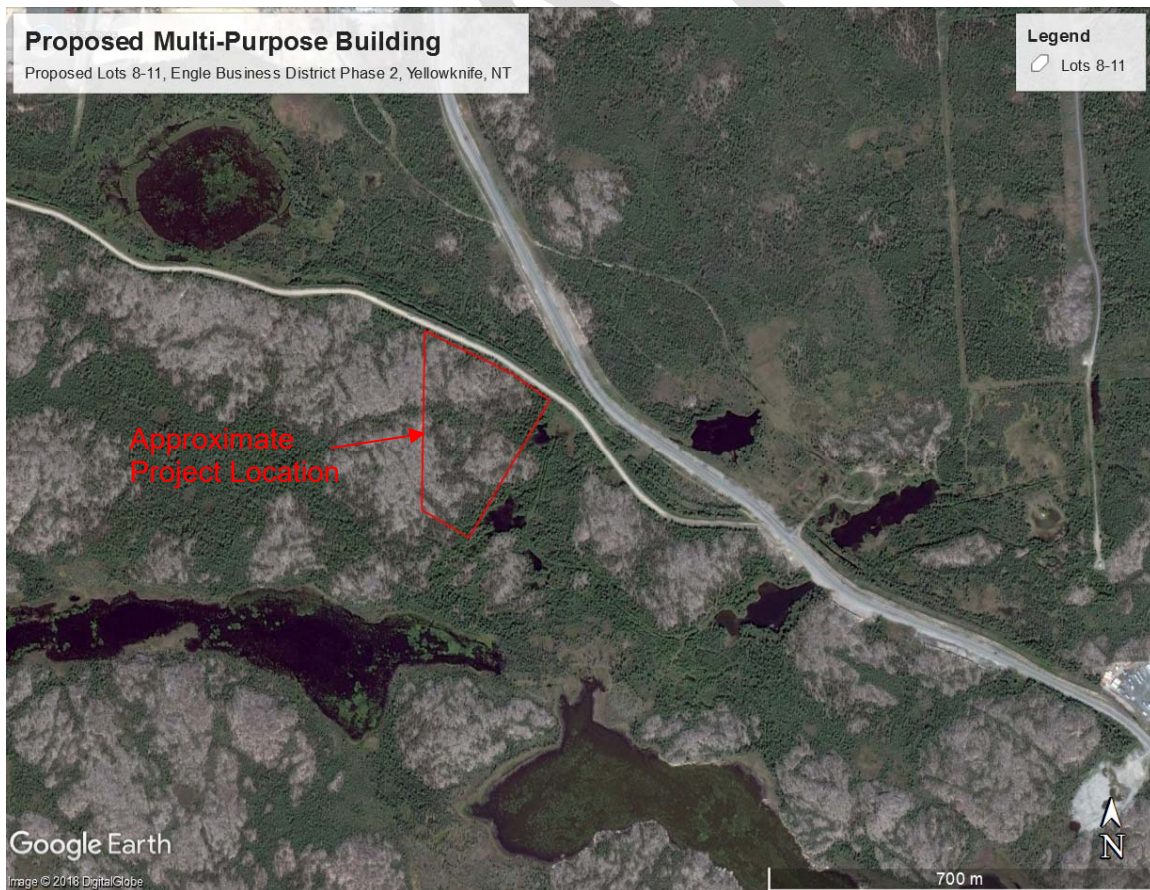 Proposed Multi-Purpose Building
Proposed Lots 8-11, Engle Business District Phase 2, Yellowknife, NT
Legend
Lots 8-11
Approximate
Project Location
Google Earth
N
Image © 2018 DigitalGlobe
700 m